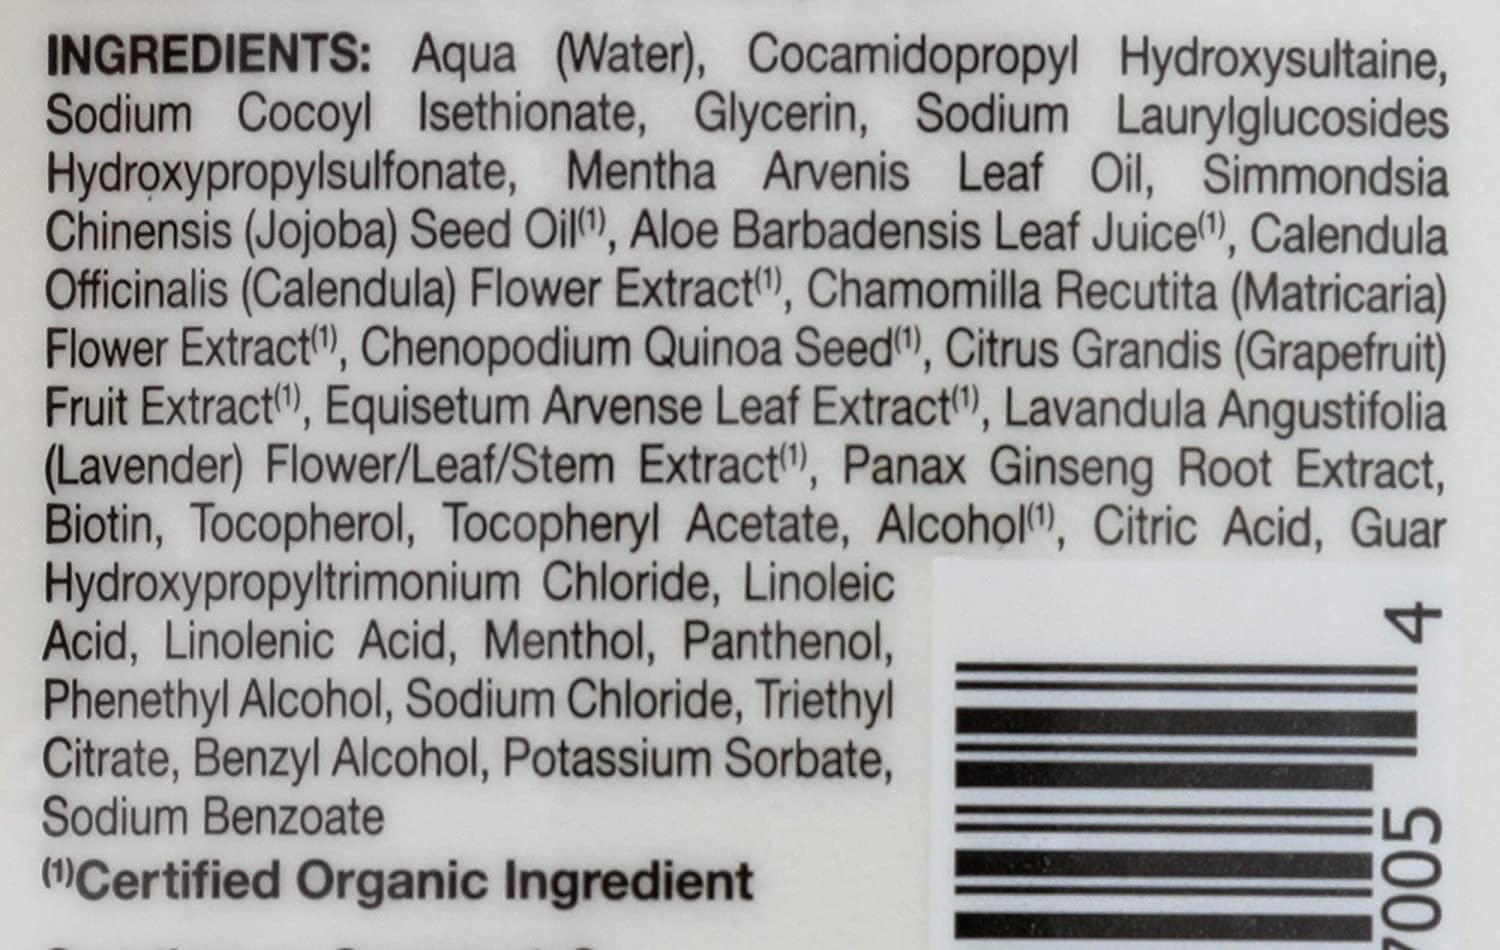 INGREDIENTS: Aqua (Water), Cocamidopropyl Hydroxysultaine,
Sodium Cocoyl Isethionate, Glycerin, Sodium Laurylglucosides
Hydroxypropylsulfonate, Mentha Arvenis Leaf Oil, Simmondsia
Chinensis (Jojoba) Seed Oil(1), Aloe Barbadensis Leaf Juice(1), Calendula
Officinalis (Calendula) Flower Extract(1), Chamomilla Recutita (Matricaria)
Flower Extract(1), Chenopodium Quinoa Seed(1), Citrus Grandis (Grapefruit)
Fruit Extract(1), Equisetum Arvense Leaf Extract(1), Lavandula Angustifolia
(Lavender) Flower/Leaf/Stem Extract(1), Panax Ginseng Root Extract,
Biotin, Tocopherol, Tocopheryl Acetate, Alcohol(1), Citric Acid, Guar
Hydroxypropyltrimonium Chloride, Linoleic
Acid, Linolenic Acid, Menthol, Panthenol,
Phenethyl Alcohol, Sodium Chloride, Triethyl
Citrate, Benzyl Alcohol, Potassium Sorbate,
Sodium Benzoate
(1)Certified Organic Ingredient
4
005